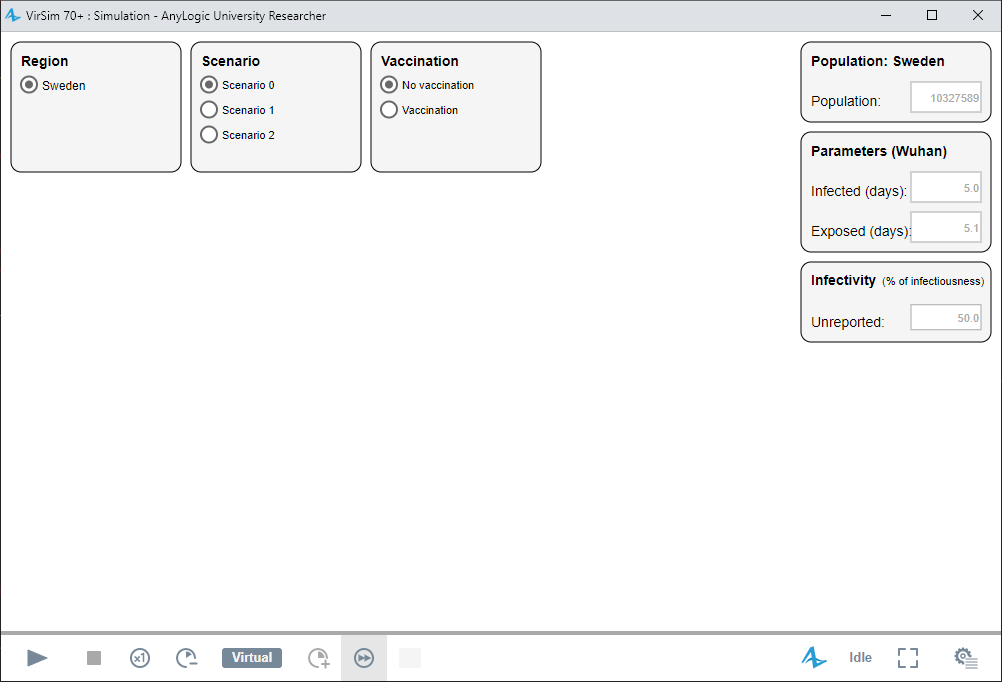 VirSim 70+ : Simulation - AnyLogic University Researcher
Region
Sweden
Scenario
Scenario 0
Scenario 1
Scenario 2
Vaccination
No vaccination
Vaccination
Population: Sweden
Population: 10327589
Parameters (Wuhan)
Infected (days): 5.0
Exposed (days): 5.1
Infectivity (% of infectiousness)
Unreported: 50.0
x1 Virtual Idle